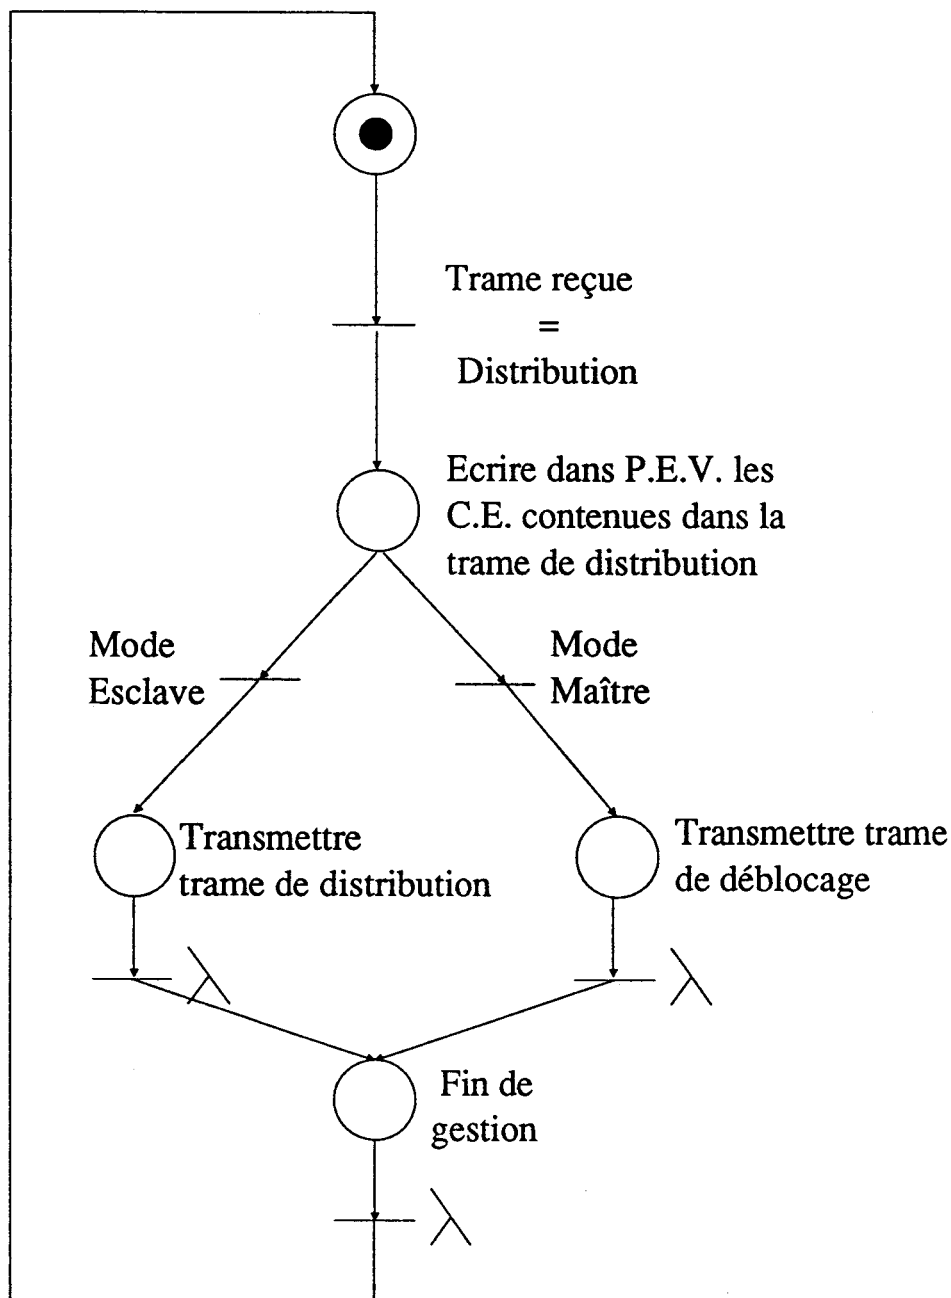 Trame reçue
=
Distribution
Ecrire dans P.E.V. les
C.E. contenues dans la
trame de distribution
Mode
Esclave
Mode
Maître
Transmettre
trame de distribution
Transmettre trame
de déblocage
λ
λ
Fin de
gestion
λ